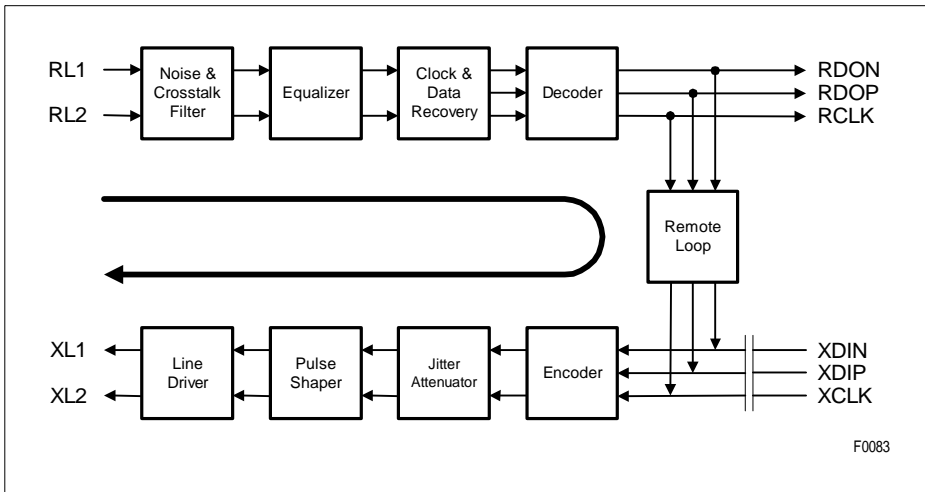 RL1
RL2
Noise &
Crosstalk
Filter
Equalizer
Clock &
Data
Recovery
Decoder
RDON
RDOP
RCLK
Remote
Loop
XL1
XL2
Line
Driver
Pulse
Shaper
Jitter
Attenuator
Encoder
XDIN
XDIP
XCLK
F0083